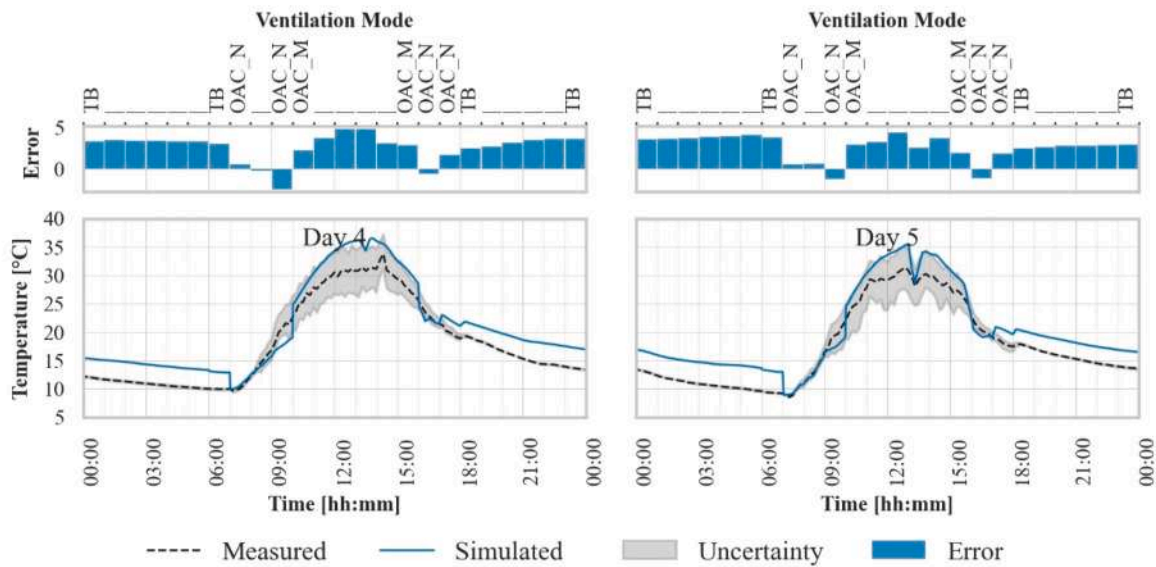 Ventilation Mode
Ventilation Mode
TB
TB
OAC_N
OAC_N
OAC_M
OAC_M
OAC_N
OAC_N
TB
TB
TB
TB
OAC_N
OAC_N
OAC_M
OAC_M
OAC_N
OAC_N
TB
TB
Error
5
0
Temperature [°C]
40
35
30
25
20
15
10
5
Day 4
Day 5
00:00
03:00
06:00
09:00
12:00
15:00
18:00
21:00
00:00
00:00
03:00
06:00
09:00
12:00
15:00
18:00
21:00
00:00
Time [hh:mm]
Time [hh:mm]
Measured
Simulated
Uncertainty
Error